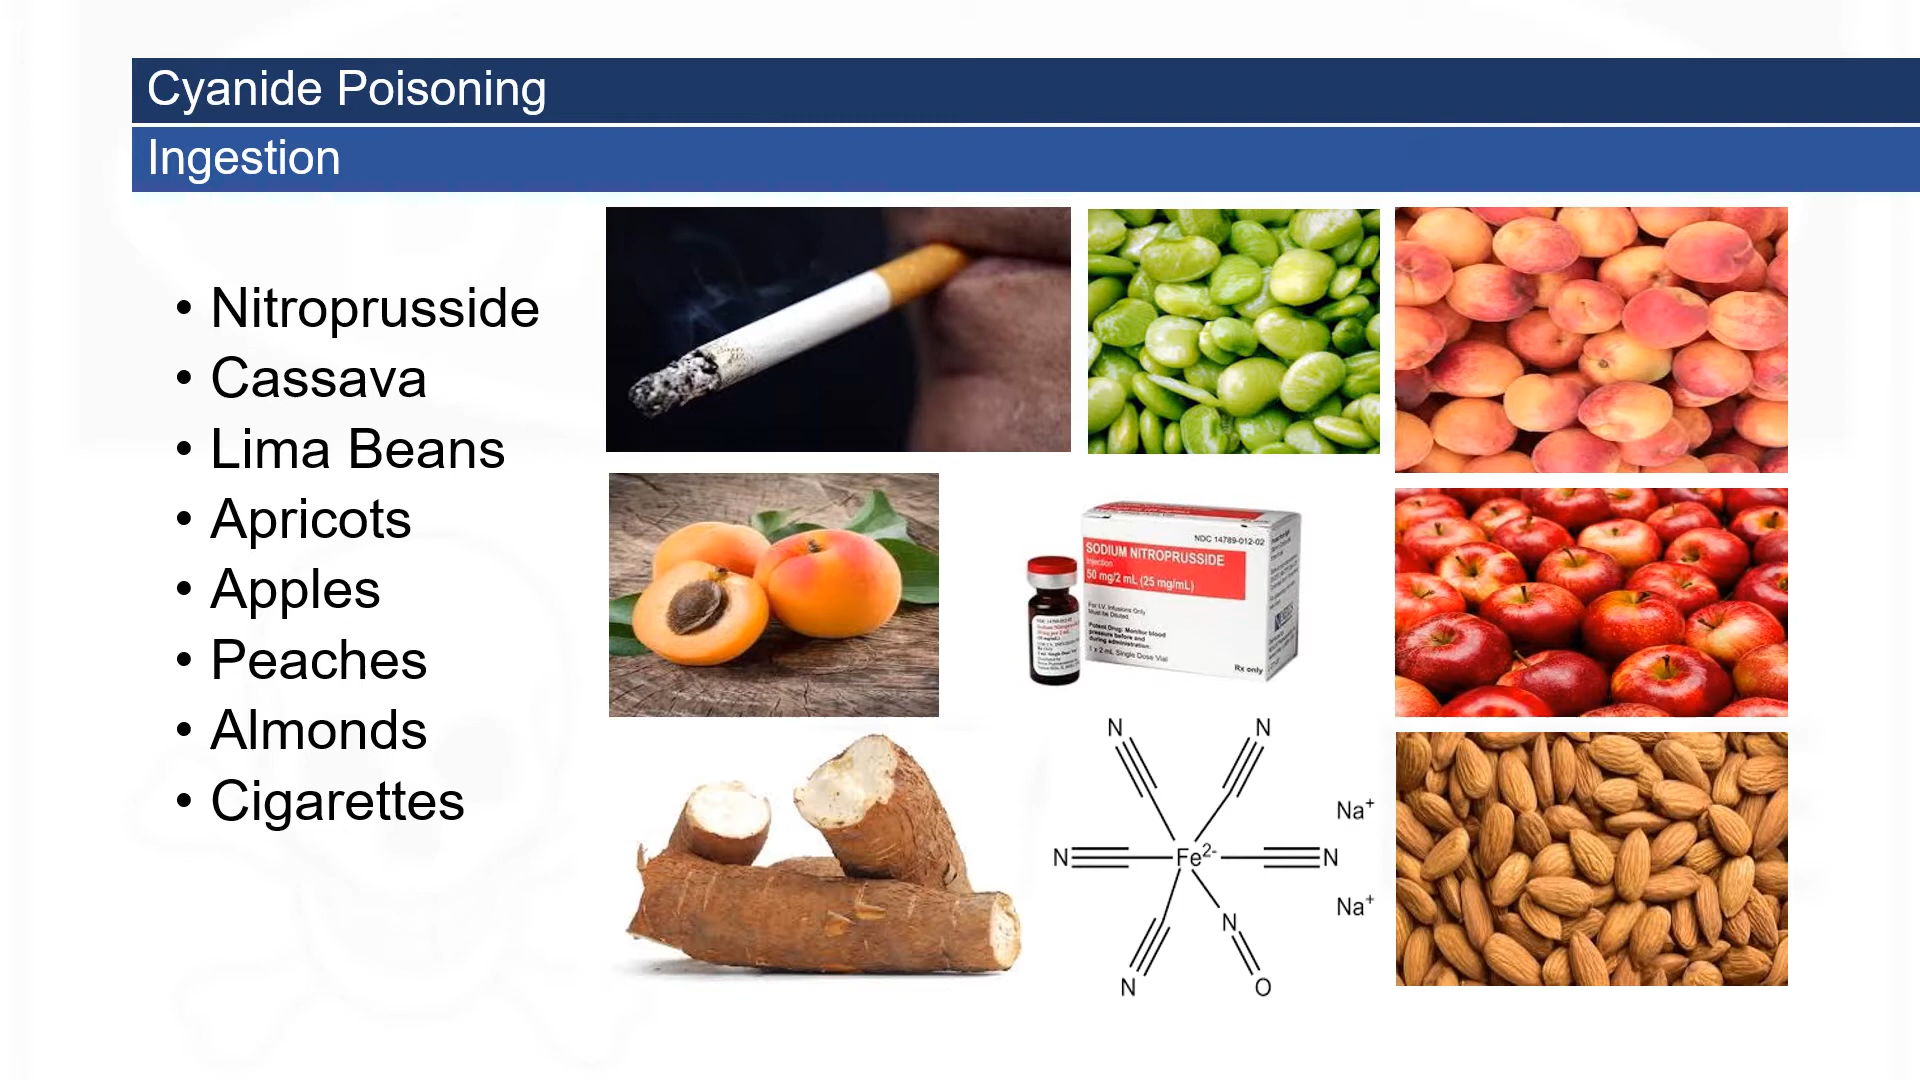 Cyanide Poisoning
Ingestion
• Nitroprusside
• Cassava
• Lima Beans
• Apricots
• Apples
• Peaches
• Almonds
• Cigarettes
NDC 14789-012-02
SODIUM NITROPRUSSIDE
Injection
50 mg/2 mL (25 mg/mL)
For I.V. Infusions Only
Must be Diluted
Potent Drug: Monitor blood
pressure before and
during administration.
1 x 2 mL Single Dose Vial
Rx only
N N
Na⁺
N Fe²⁻ N
Na⁺
N
N O